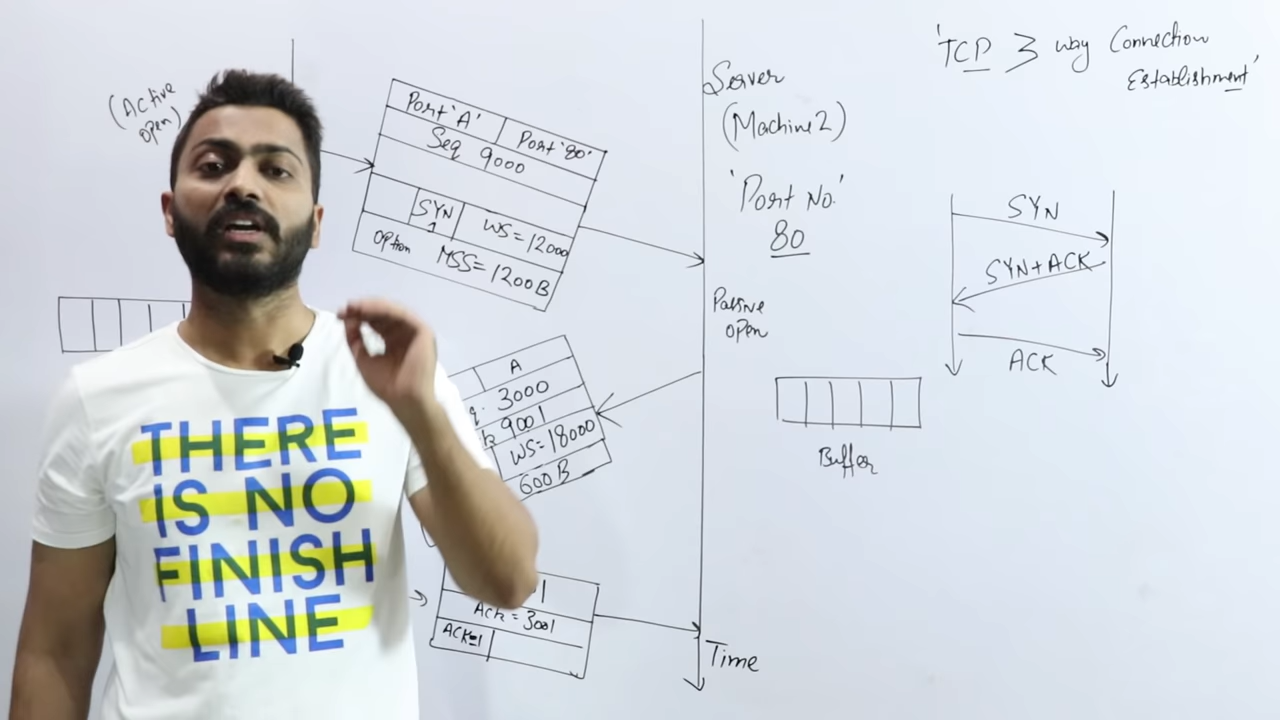 'TCP 3 way Connection
Establishment'
(Active
open)
Port 'A' Port '80'
Seq 9000
SYN
1
WS=12000
Option MSS=1200B
Server
(Machine2)
'Port No.'
80
Passive
open
A
3000
9001
WS=18000
600B
Buffer
SYN
SYN+ACK
ACK
Ack=3001
ACK=1
Time
THERE
IS NO
FINISH
LINE